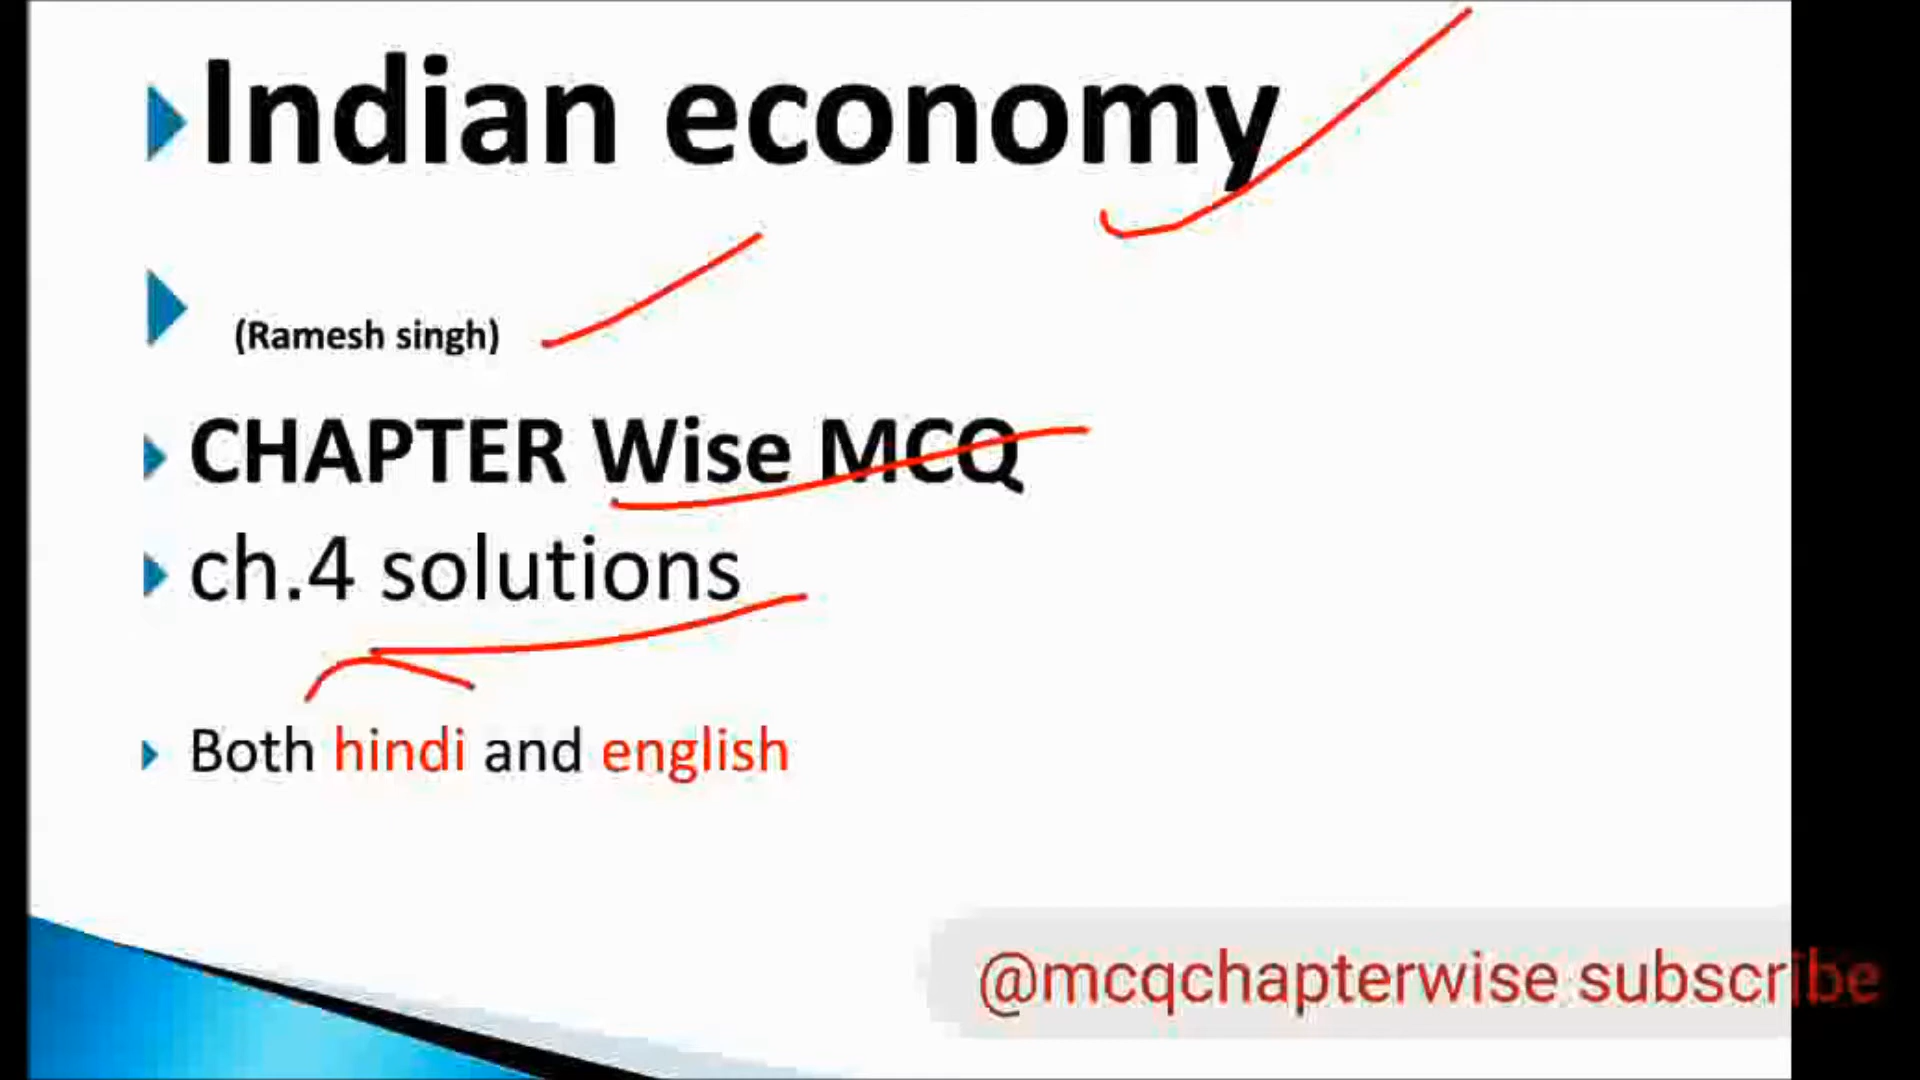 Indian economy
(Ramesh singh)
CHAPTER Wise MCQ
ch.4 solutions
Both hindi and english
@mcqchapterwise subscribe